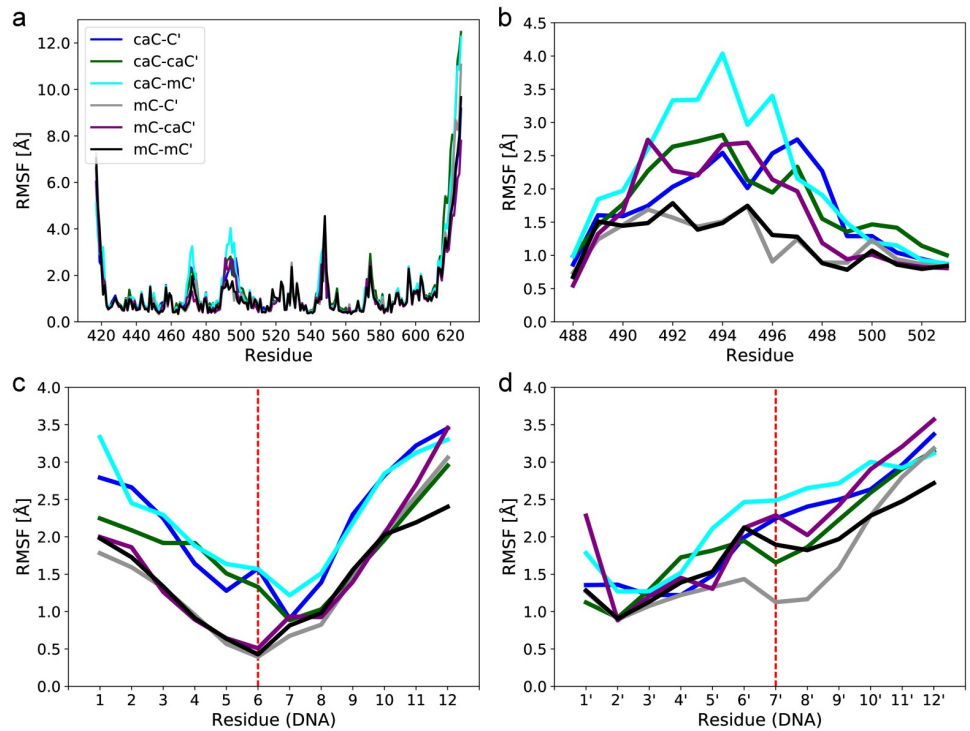 a
RMSF [Å]
12.0
10.0
8.0
6.0
4.0
2.0
0.0
caC-C'
caC-caC'
caC-mC'
mC-C'
mC-caC'
mC-mC'
420 440 460 480 500 520 540 560 580 600 620
Residue
b
RMSF [Å]
4.5
4.0
3.5
3.0
2.5
2.0
1.5
1.0
0.5
0.0
488 490 492 494 496 498 500 502
Residue
c
RMSF [Å]
4.0
3.5
3.0
2.5
2.0
1.5
1.0
0.5
0.0
1 2 3 4 5 6 7 8 9 10 11 12
Residue (DNA)
d
RMSF [Å]
4.0
3.5
3.0
2.5
2.0
1.5
1.0
0.5
0.0
1' 2' 3' 4' 5' 6' 7' 8' 9' 10' 11' 12'
Residue (DNA)